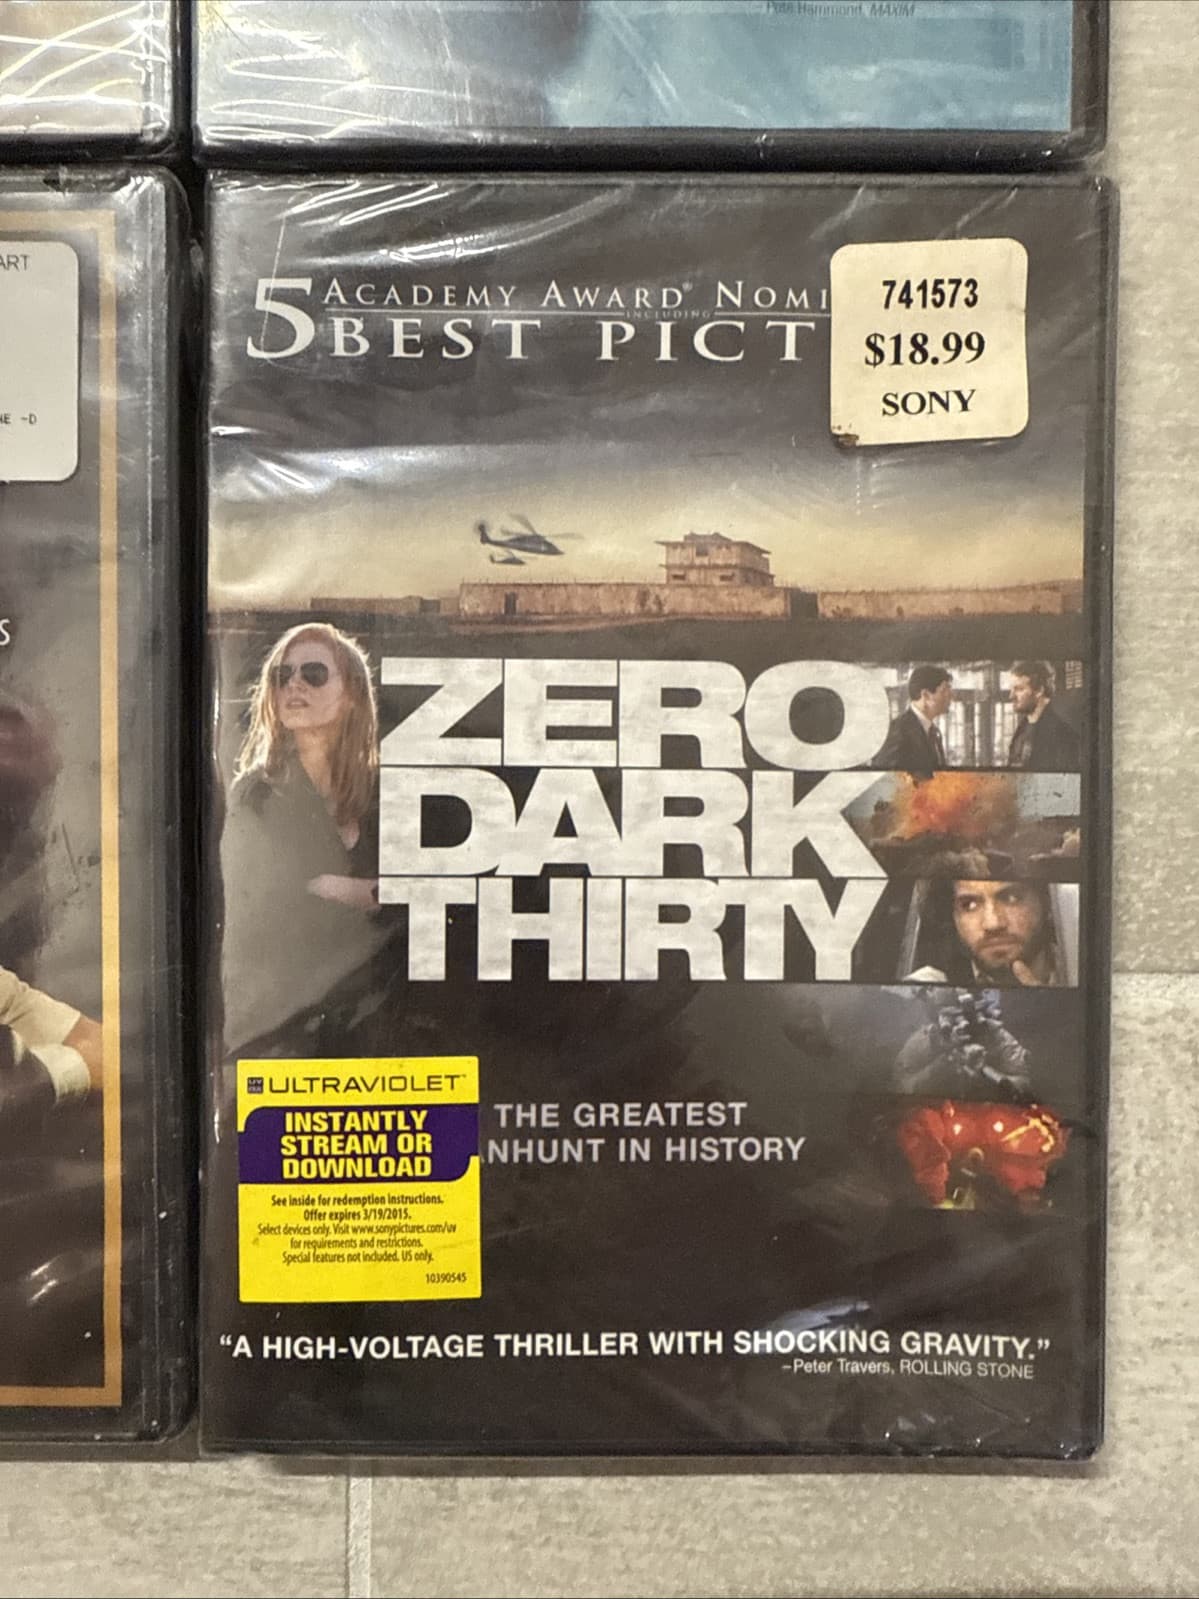 – Pete Hammond, MAXIM
ART
HE -D
S
5 ACADEMY AWARD® NOMI
INCLUDING
BEST PICT
741573
$18.99
SONY
ZERO
DARK
THIRTY
UV ULTRAVIOLET™
INSTANTLY
STREAM OR
DOWNLOAD
See inside for redemption instructions.
Offer expires 3/19/2015.
Select devices only. Visit www.sonypictures.com/uv
for requirements and restrictions.
Special features not included. US only.
10390545
THE GREATEST
NHUNT IN HISTORY
“A HIGH-VOLTAGE THRILLER WITH SHOCKING GRAVITY.”
–Peter Travers, ROLLING STONE